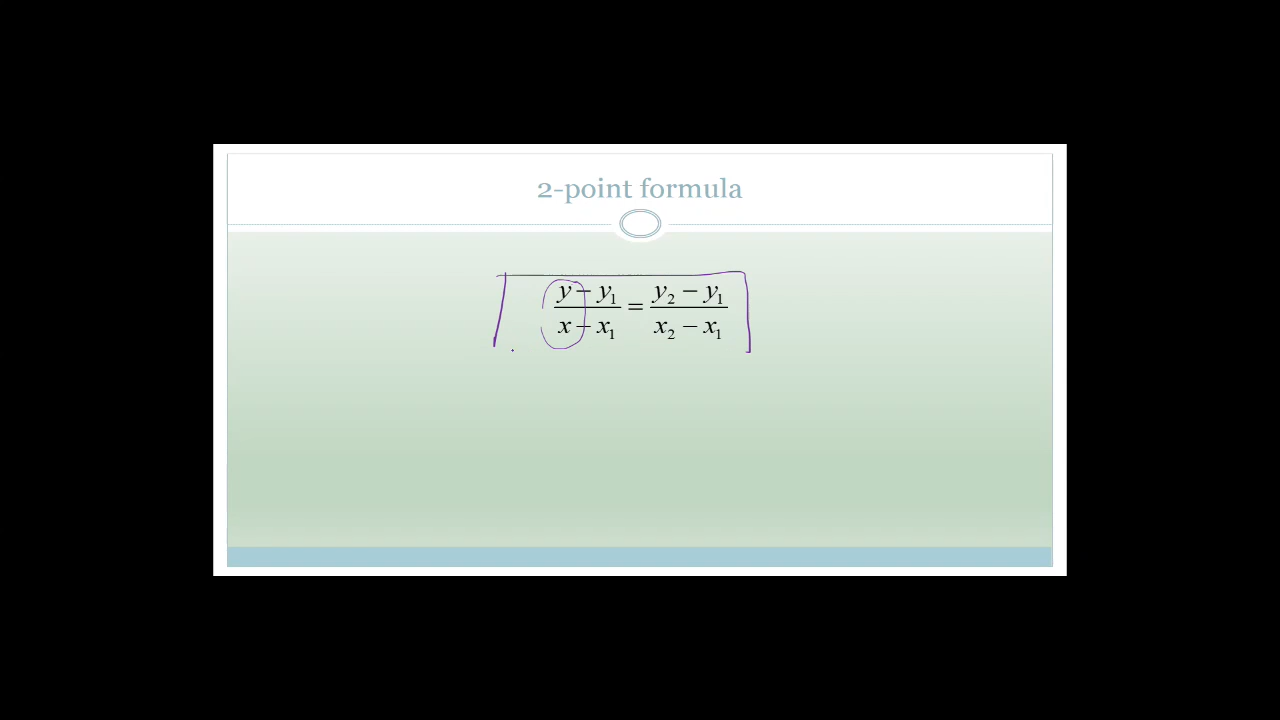 2-point formula
y − y₁ / x − x₁ = y₂ − y₁ / x₂ − x₁